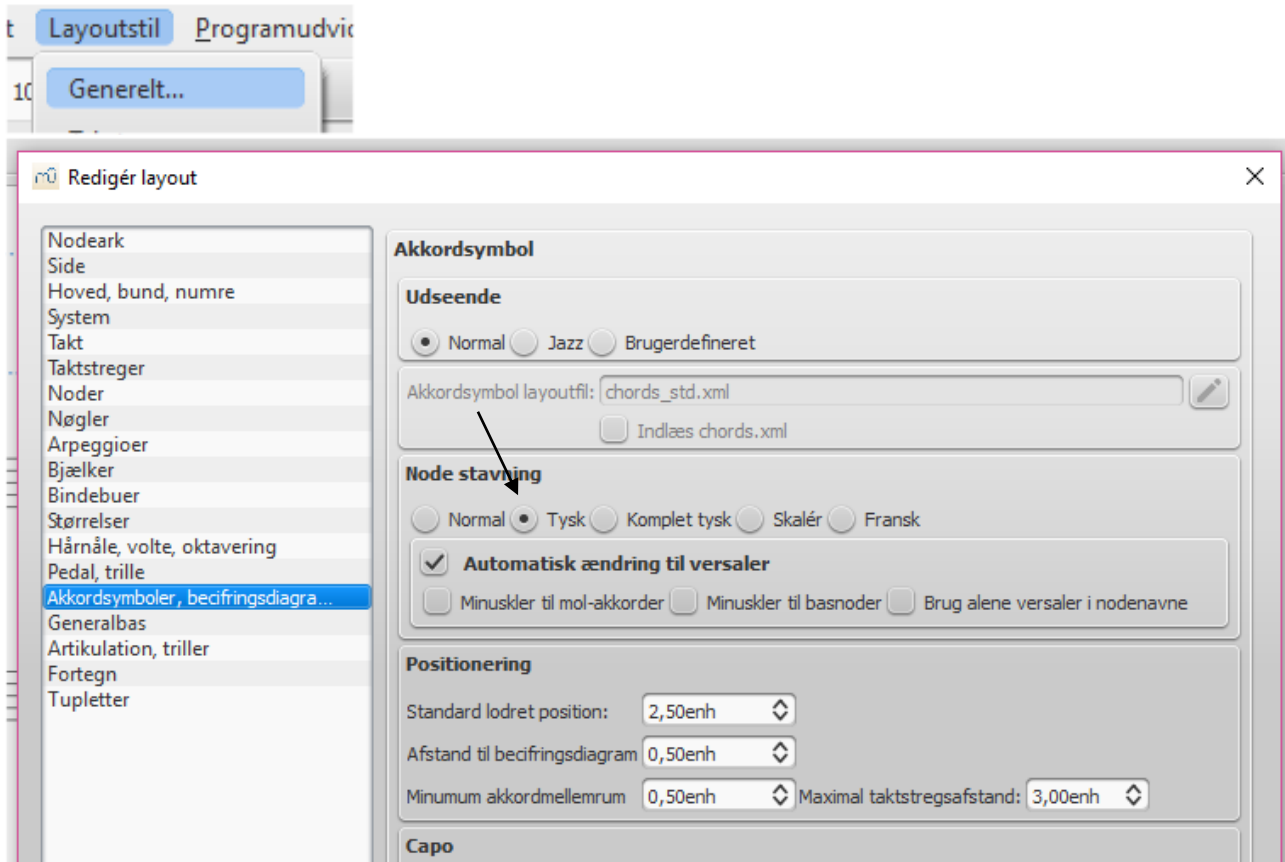 t Layoutstil Programudvid
10 Generelt...
Redigér layout
Nodeark
Side
Hoved, bund, numre
System
Takt
Taktstreger
Noder
Nøgler
Arpeggioer
Bjælker
Bindebuer
Størrelser
Hårnåle, volte, oktavering
Pedal, trille
Akkordsymboler, becifringsdiagra...
Generalbas
Artikulation, triller
Fortegn
Tupletter
Akkordsymbol
Udseende
Normal Jazz Brugerdefineret
Akkordsymbol layoutfil: chords_std.xml
Indlæs chords.xml
Node stavning
Normal Tysk Komplet tysk Skalér Fransk
Automatisk ændring til versaler
Minuskler til mol-akkorder Minuskler til basnoder Brug alene versaler i nodenavne
Positionering
Standard lodret position: 2,50enh
Afstand til becifringsdiagram 0,50enh
Minumum akkordmellemrum 0,50enh Maximal taktstregsafstand: 3,00enh
Capo